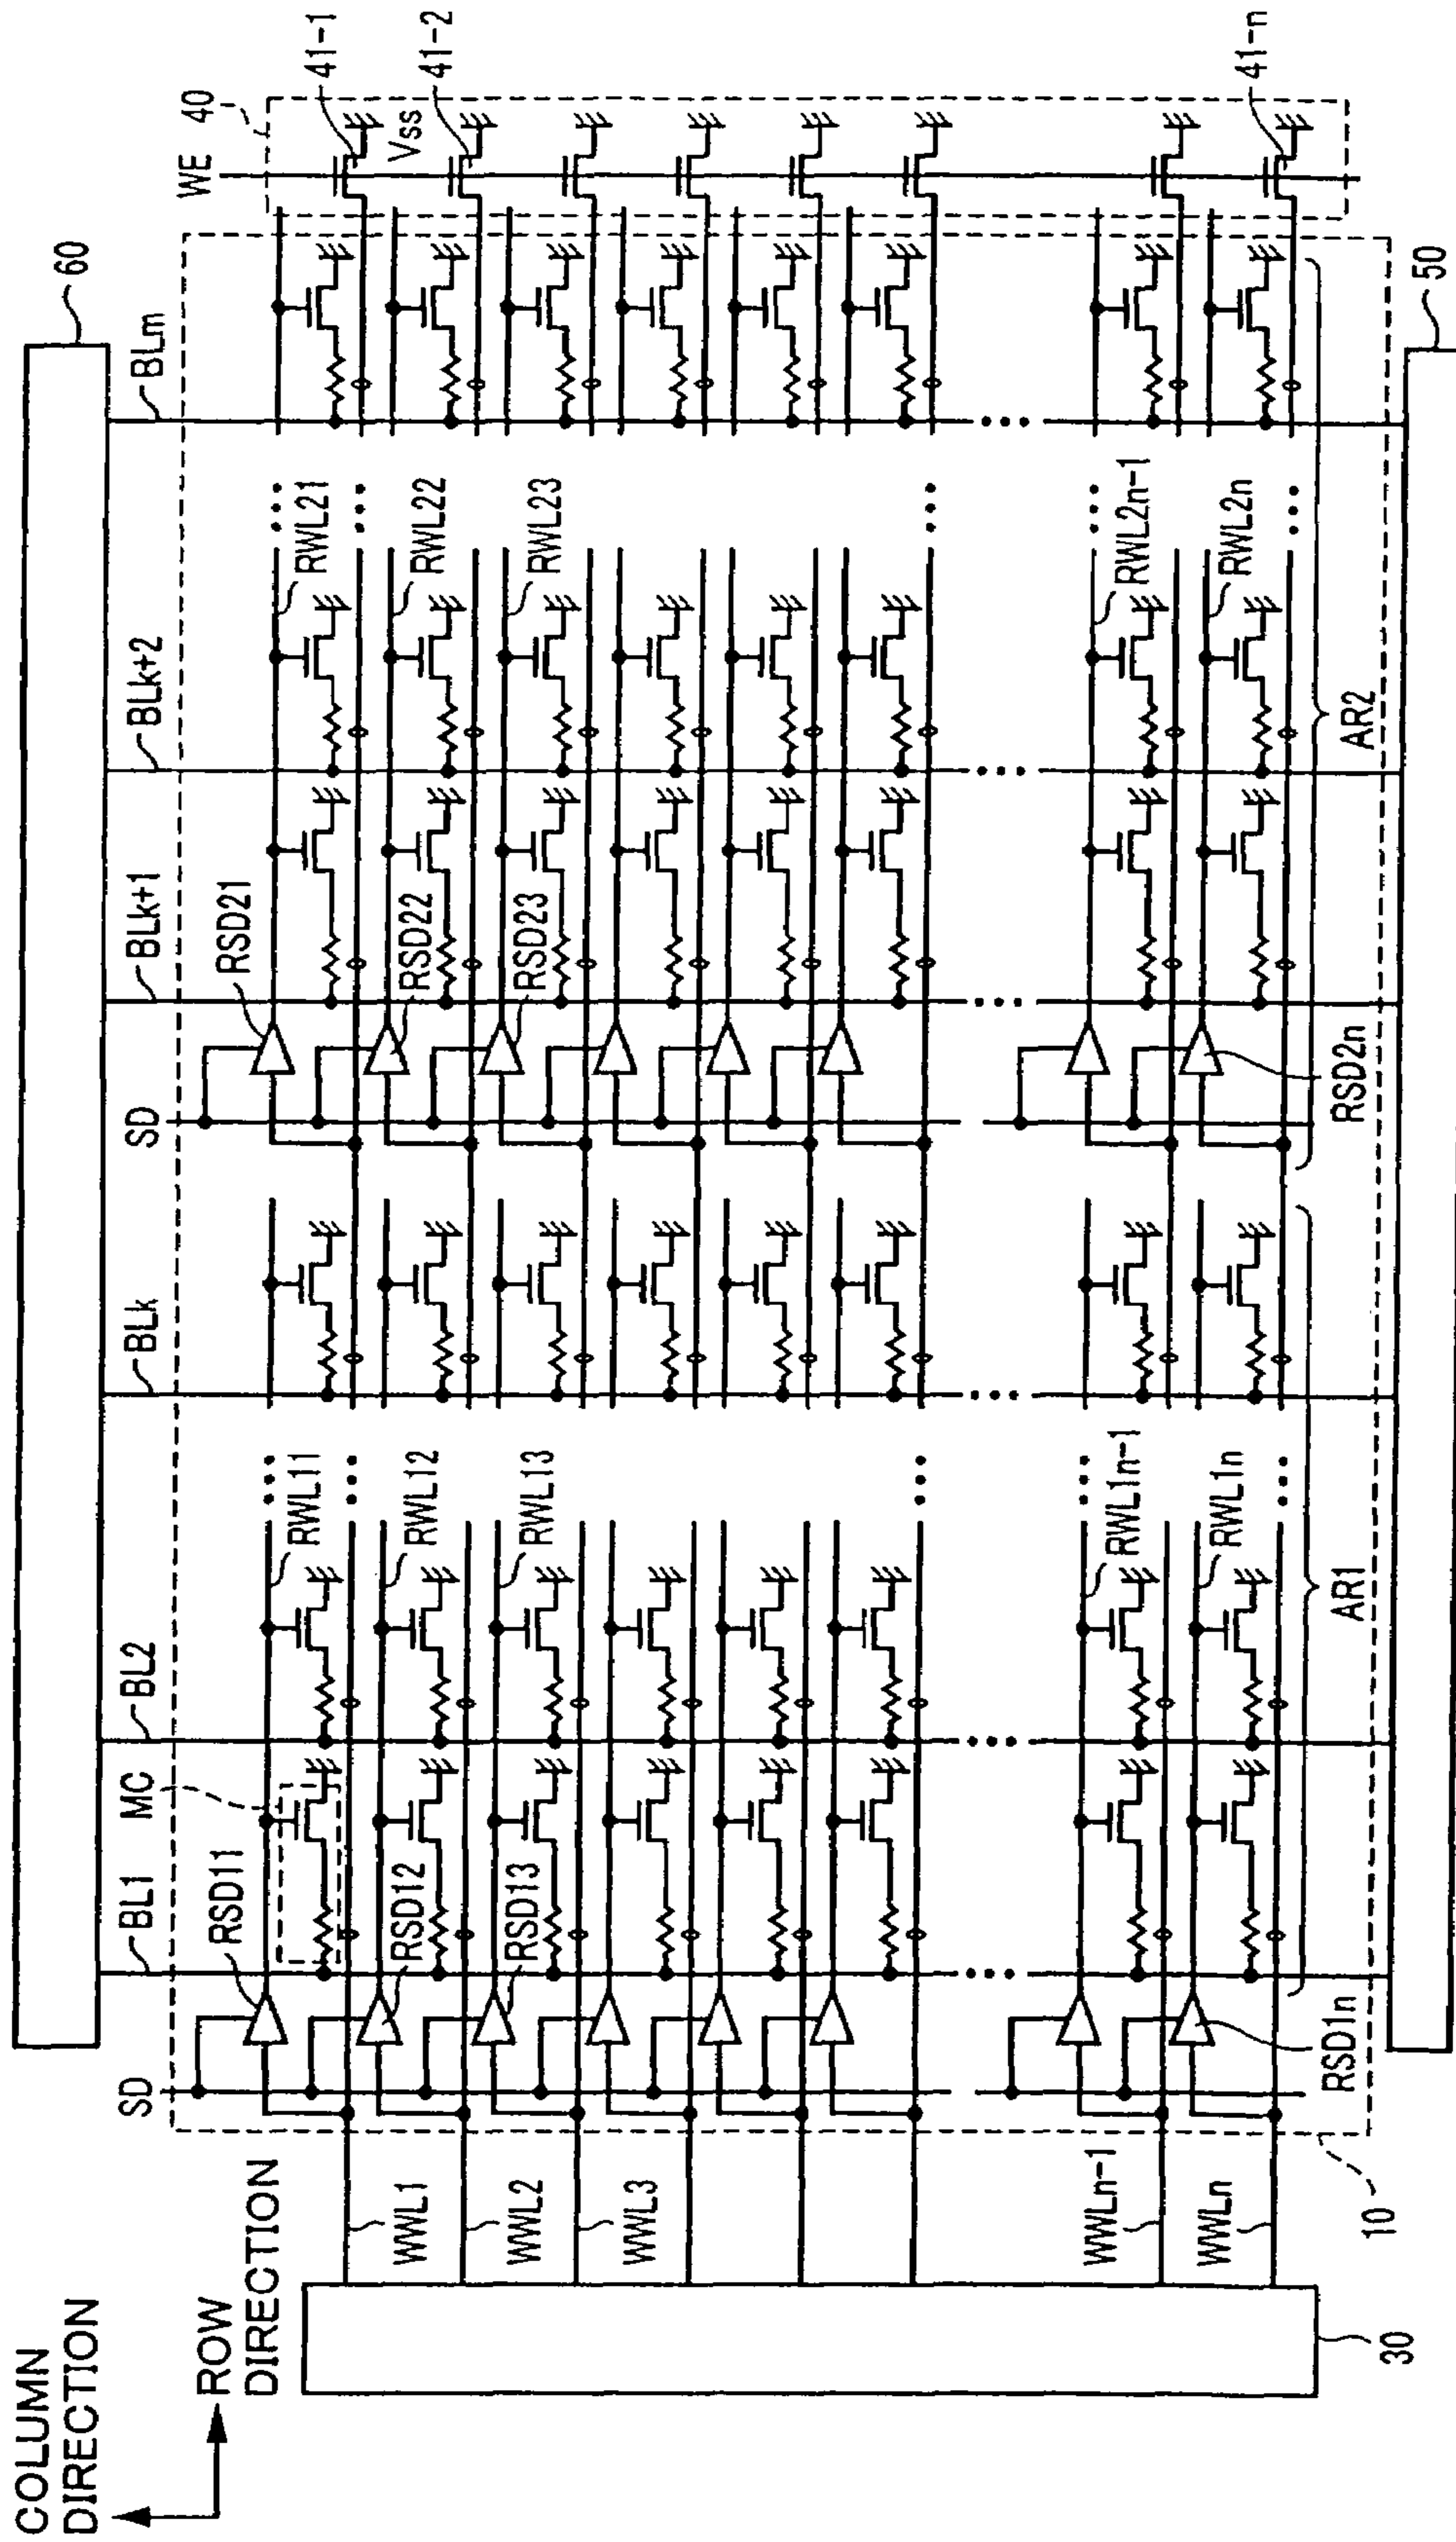 COLUMN
DIRECTION
ROW
DIRECTION
60
WE
40
41-1
41-2
41-n
Vss
SD
BL1
MC
BL2
BLk
SD
BLk+1
BLk+2
BLm
RSD11
RSD12
RSD13
RSD1n
RWL11
RWL12
RWL13
RWL1n-1
RWL1n
RSD21
RSD22
RSD23
RSD2n
RWL21
RWL22
RWL23
RWL2n-1
RWL2n
WWL1
WWL2
WWL3
WWLn-1
WWLn
AR1
AR2
30
10
50